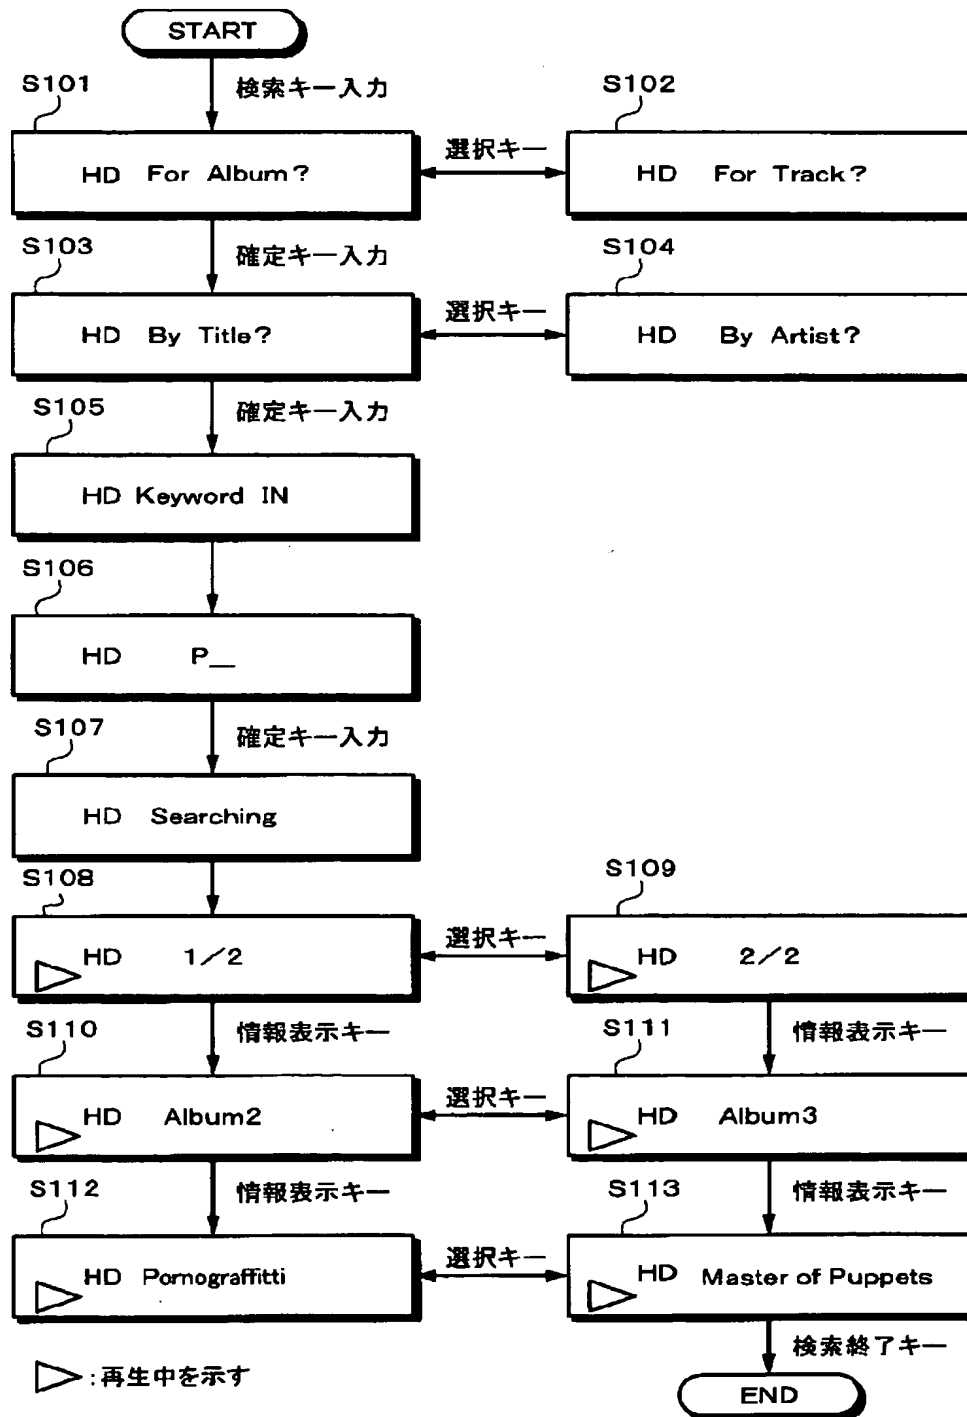 START
検索キー入力
S101
S102
HD For Album?
選択キー
HD For Track?
S103
確定キー入力
S104
HD By Title?
選択キー
HD By Artist?
S105
確定キー入力
HD Keyword IN
S106
HD P__
S107
確定キー入力
HD Searching
S108
S109
HD 1/2
選択キー
HD 2/2
S110
情報表示キー
S111
情報表示キー
HD Album2
選択キー
HD Album3
S112
情報表示キー
S113
情報表示キー
HD Pornograffitti
選択キー
HD Master of Puppets
検索終了キー
:再生中を示す
END